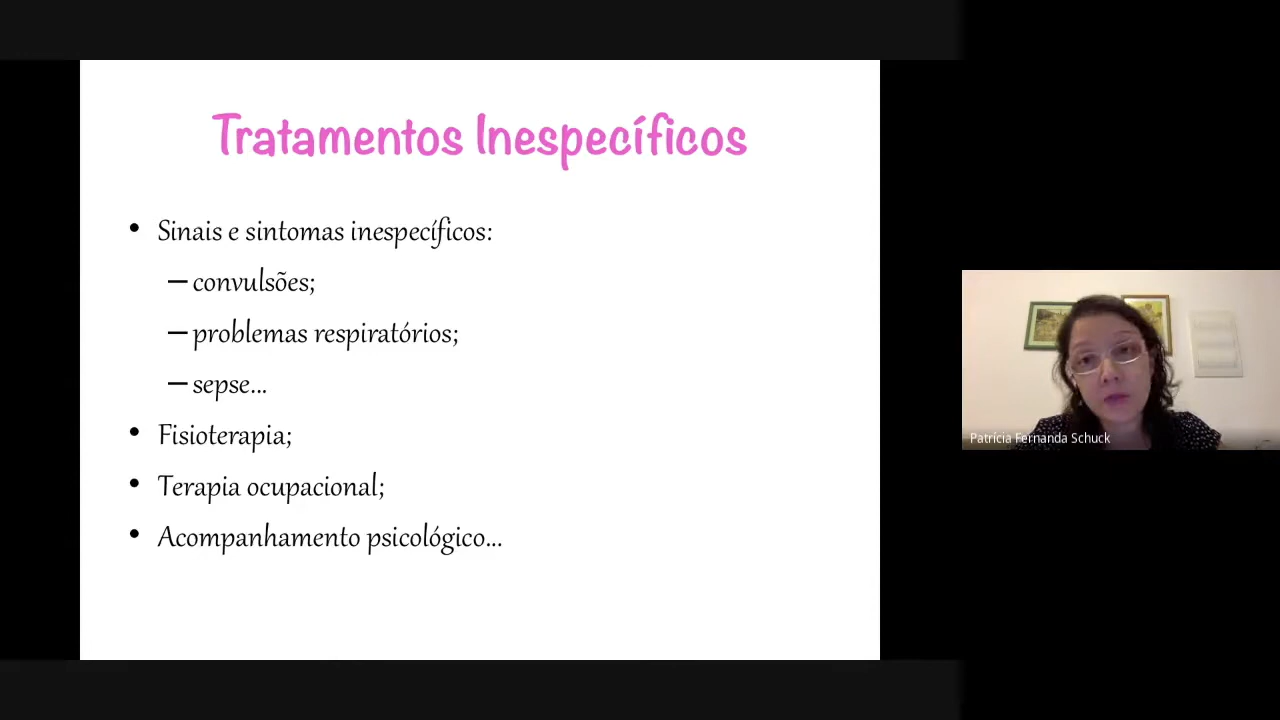 Tratamentos Inespecíficos
• Sinais e sintomas inespecíficos:
– convulsões;
– problemas respiratórios;
– sepse...
• Fisioterapia;
• Terapia ocupacional;
• Acompanhamento psicológico...
Patrícia Fernanda Schuck